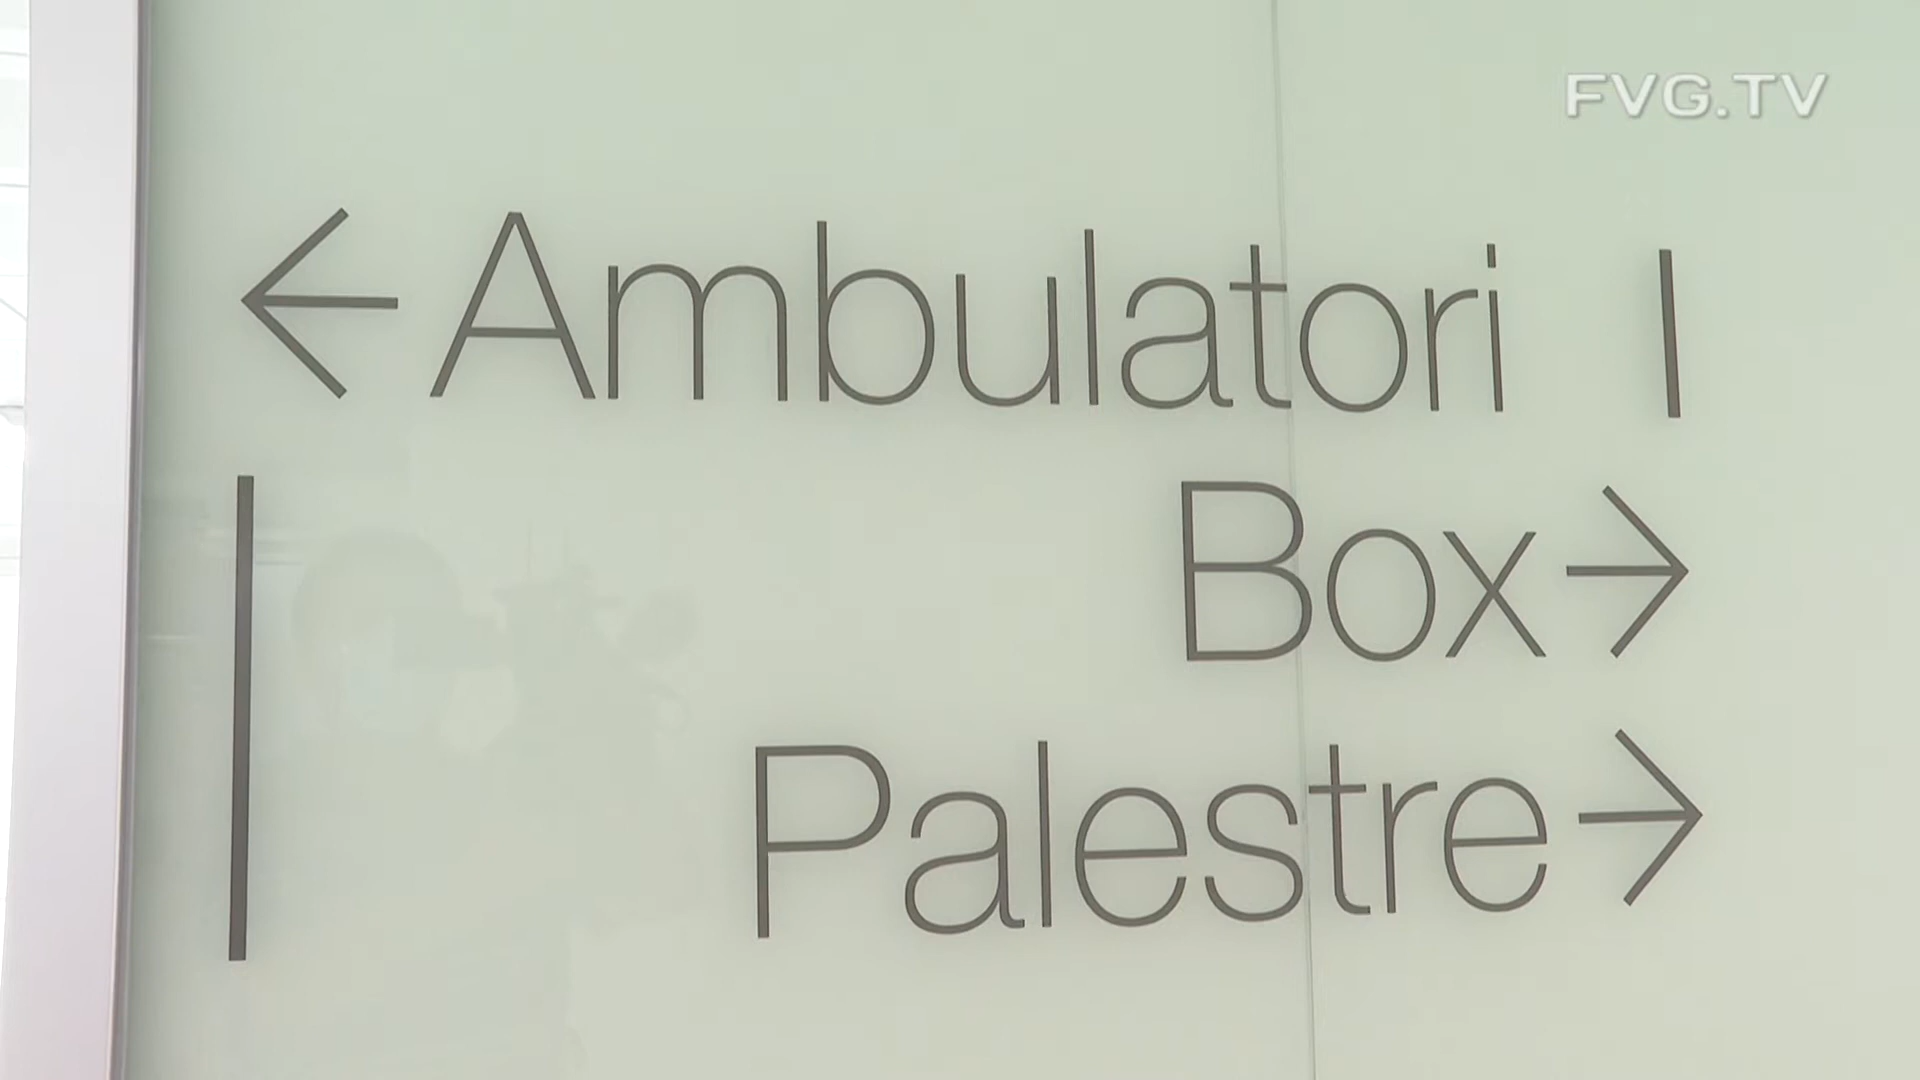 FVG.TV
← Ambulatori
Box →
Palestre →